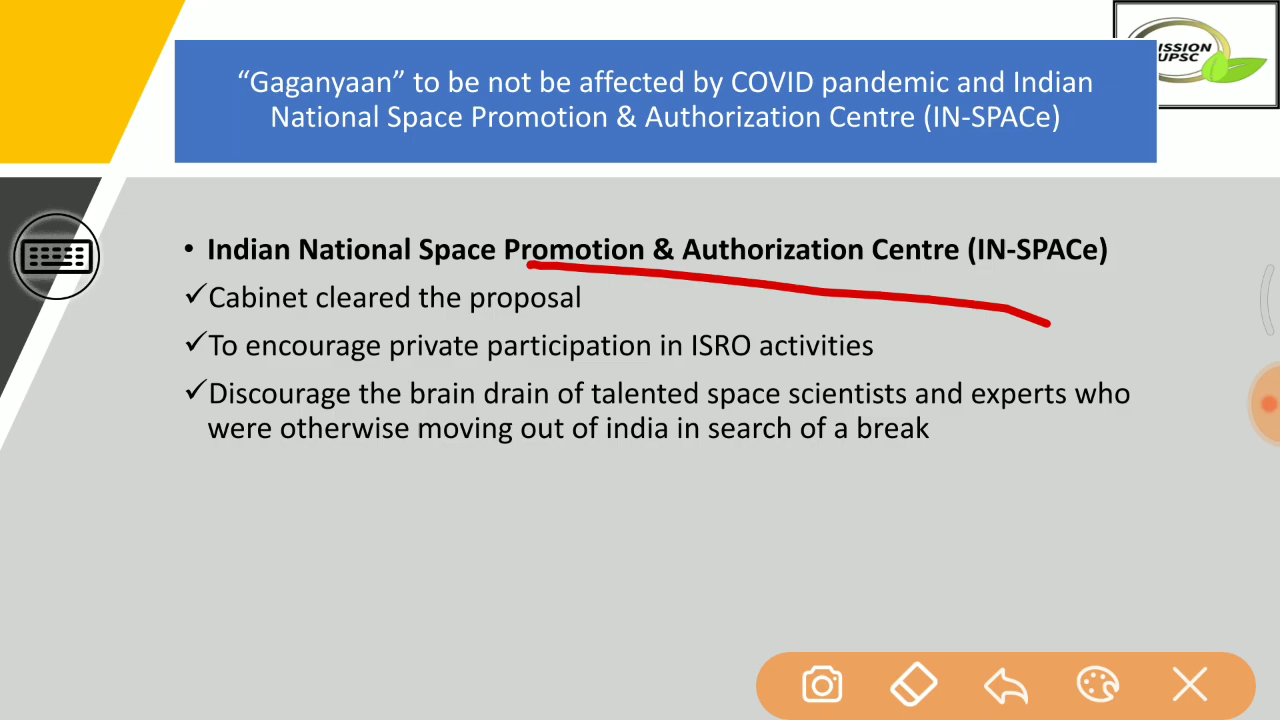 MISSION
UPSC
“Gaganyaan” to be not be affected by COVID pandemic and Indian
National Space Promotion & Authorization Centre (IN-SPACe)
• Indian National Space Promotion & Authorization Centre (IN-SPACe)
✓Cabinet cleared the proposal
✓To encourage private participation in ISRO activities
✓Discourage the brain drain of talented space scientists and experts who
were otherwise moving out of india in search of a break